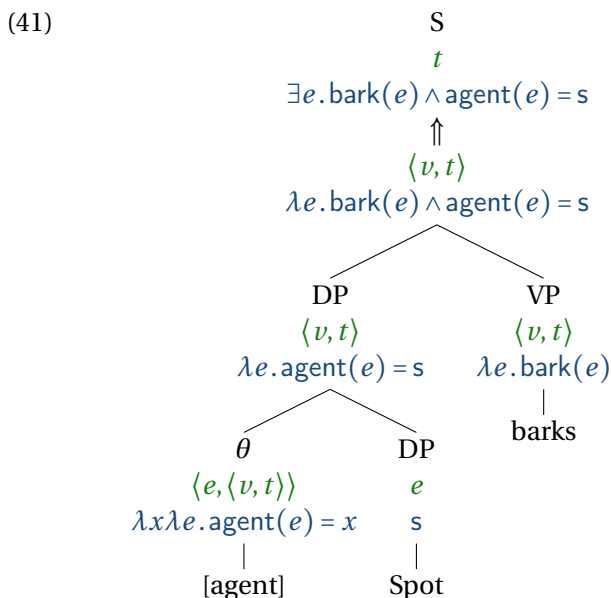 (41)
S
t
∃e.bark(e) ∧ agent(e) = s
⇑
⟨v, t⟩
λe.bark(e) ∧ agent(e) = s
DP VP
⟨v, t⟩ ⟨v, t⟩
λe.agent(e) = s λe.bark(e)
barks
θ DP
⟨e, ⟨v, t⟩⟩ e
λxλe.agent(e) = x s
[agent] Spot